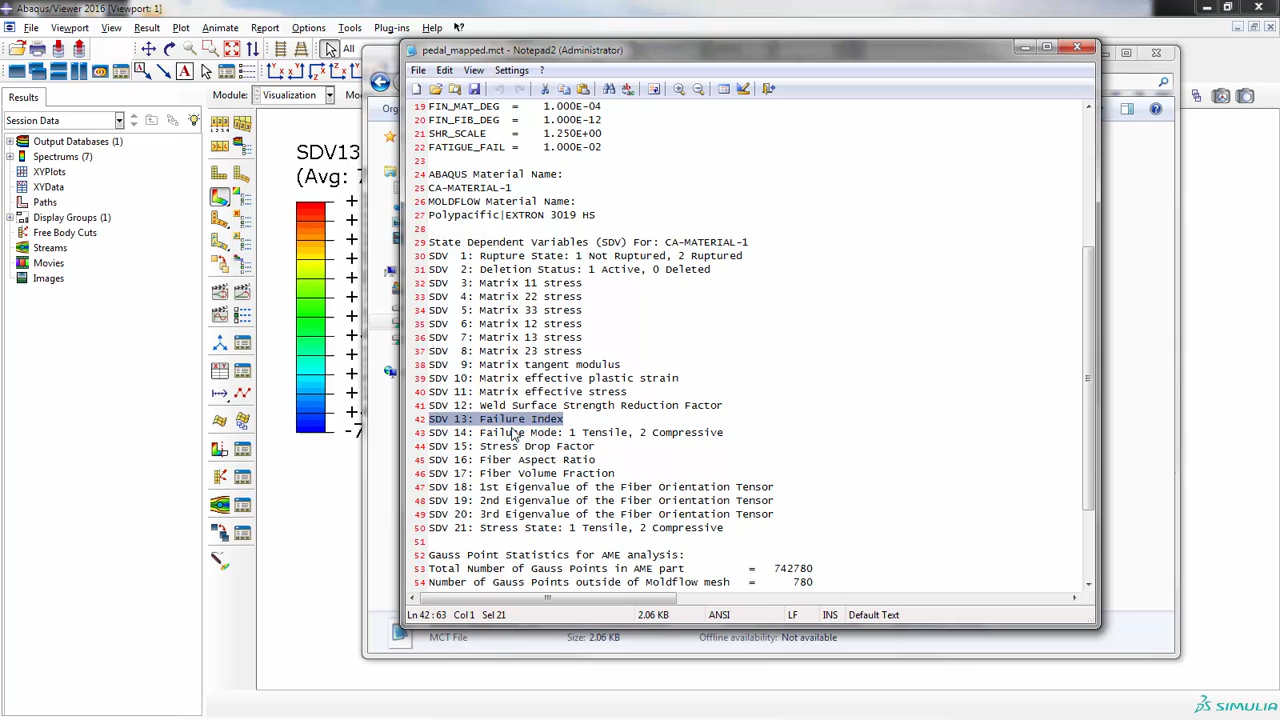 Abaqus/Viewer 2016 [Viewport: 1]
File Viewport View Result Plot Animate Report Options Tools Plug-ins Help
All
Module: Visualization
Results
Session Data
Output Databases (1)
Spectrums (7)
XYPlots
XYData
Paths
Display Groups (1)
Free Body Cuts
Streams
Movies
Images
SDV13
(Avg: 7
+
+
+
+
+
+
+
+
+
+
+
+
-7
Org
pedal_mapped.mct - Notepad2 (Administrator)
File Edit View Settings ?
19 FIN_MAT_DEG = 1.000E-04
20 FIN_FIB_DEG = 1.000E-12
21 SHR_SCALE = 1.250E+00
22 FATIGUE_FAIL = 1.000E-02
23
24 ABAQUS Material Name:
25 CA-MATERIAL-1
26 MOLDFLOW Material Name:
27 Polypacific|EXTRON 3019 HS
28
29 State Dependent Variables (SDV) For: CA-MATERIAL-1
30 SDV 1: Rupture State: 1 Not Ruptured, 2 Ruptured
31 SDV 2: Deletion Status: 1 Active, 0 Deleted
32 SDV 3: Matrix 11 stress
33 SDV 4: Matrix 22 stress
34 SDV 5: Matrix 33 stress
35 SDV 6: Matrix 12 stress
36 SDV 7: Matrix 13 stress
37 SDV 8: Matrix 23 stress
38 SDV 9: Matrix tangent modulus
39 SDV 10: Matrix effective plastic strain
40 SDV 11: Matrix effective stress
41 SDV 12: Weld Surface Strength Reduction Factor
42 SDV 13: Failure Index
43 SDV 14: Failure Mode: 1 Tensile, 2 Compressive
44 SDV 15: Stress Drop Factor
45 SDV 16: Fiber Aspect Ratio
46 SDV 17: Fiber Volume Fraction
47 SDV 18: 1st Eigenvalue of the Fiber Orientation Tensor
48 SDV 19: 2nd Eigenvalue of the Fiber Orientation Tensor
49 SDV 20: 3rd Eigenvalue of the Fiber Orientation Tensor
50 SDV 21: Stress State: 1 Tensile, 2 Compressive
51
52 Gauss Point Statistics for AME analysis:
53 Total Number of Gauss Points in AME part = 742780
54 Number of Gauss Points outside of Moldflow mesh = 780
Ln 42 : 63 Col 1 Sel 21 2.06 KB ANSI LF INS Default Text
MCT File Size: 2.06 KB Offline availability: Not available
SIMULIA